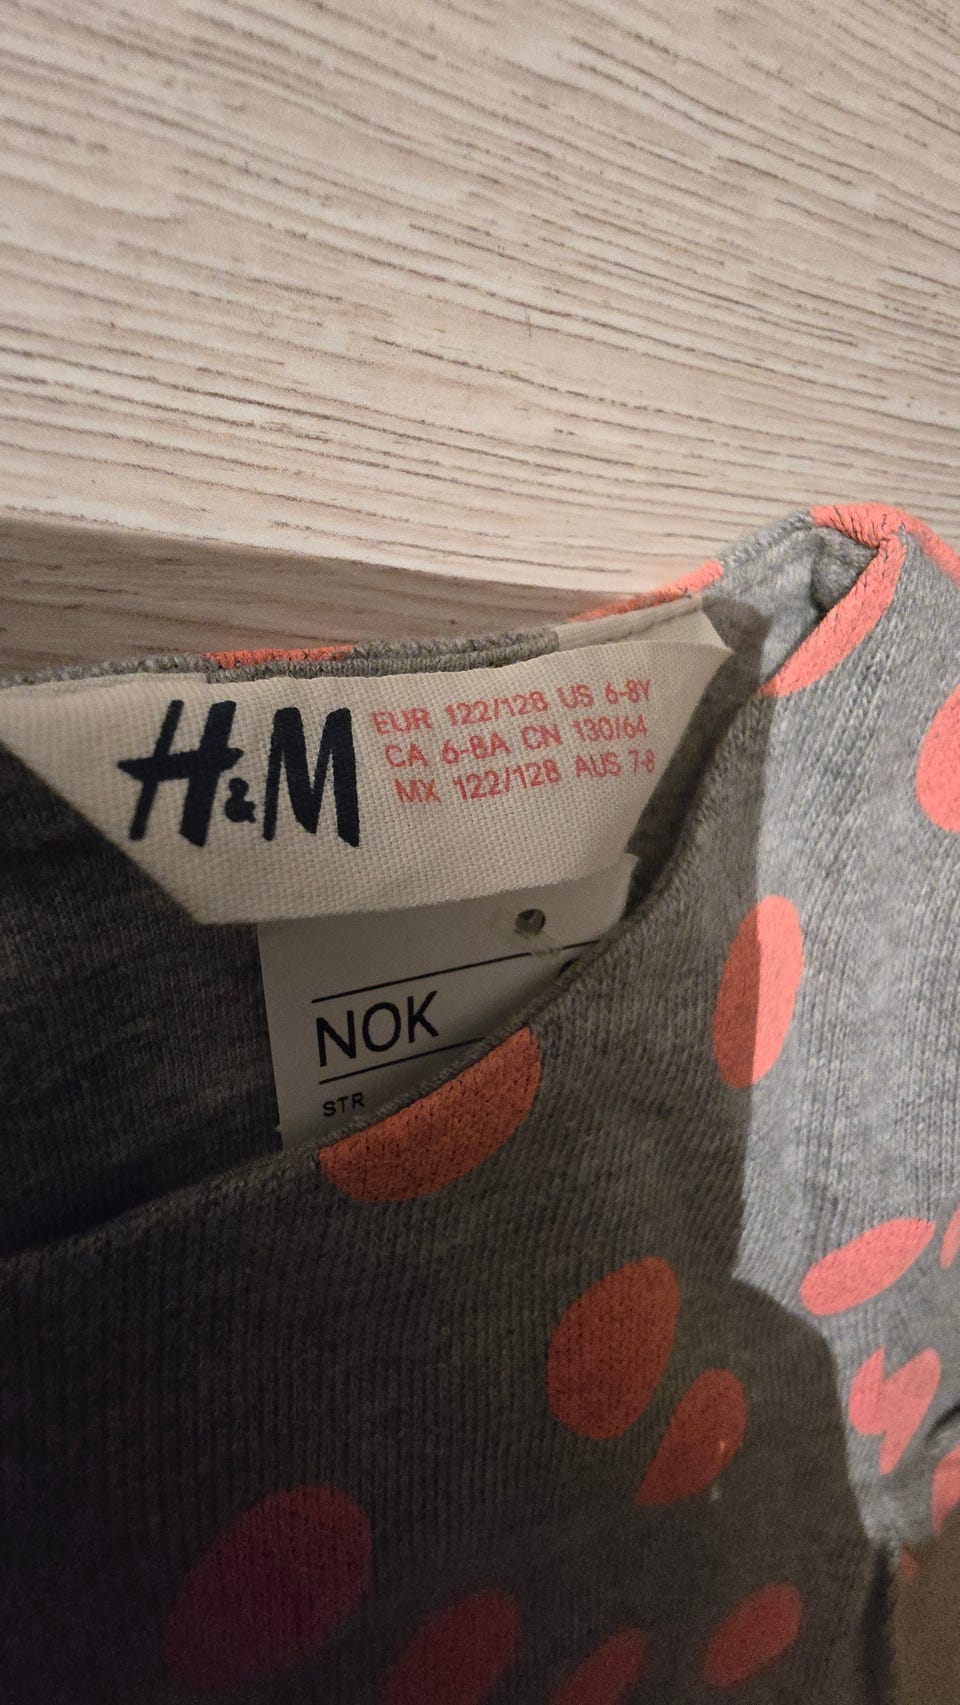 H&M
EUR 122/128 US 6-8Y
CA 6-8A CN 130/64
MX 122/128 AUS 7-8
NOK
STR